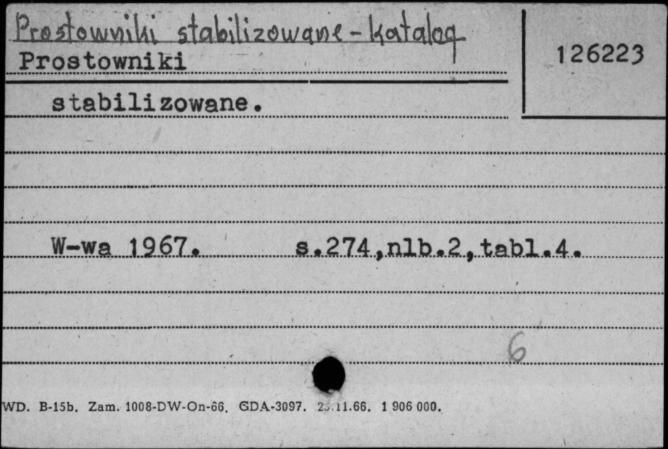 Prostowniki stabilizowane - katalog
126223
Prostowniki
stabilizowane.
W-wa 1967. s.274,nlb.2,tabl.4.
6
WD. B-15b. Zam. 1008-DW-On-66. GDA-3097. 11.66. 1 906 000.